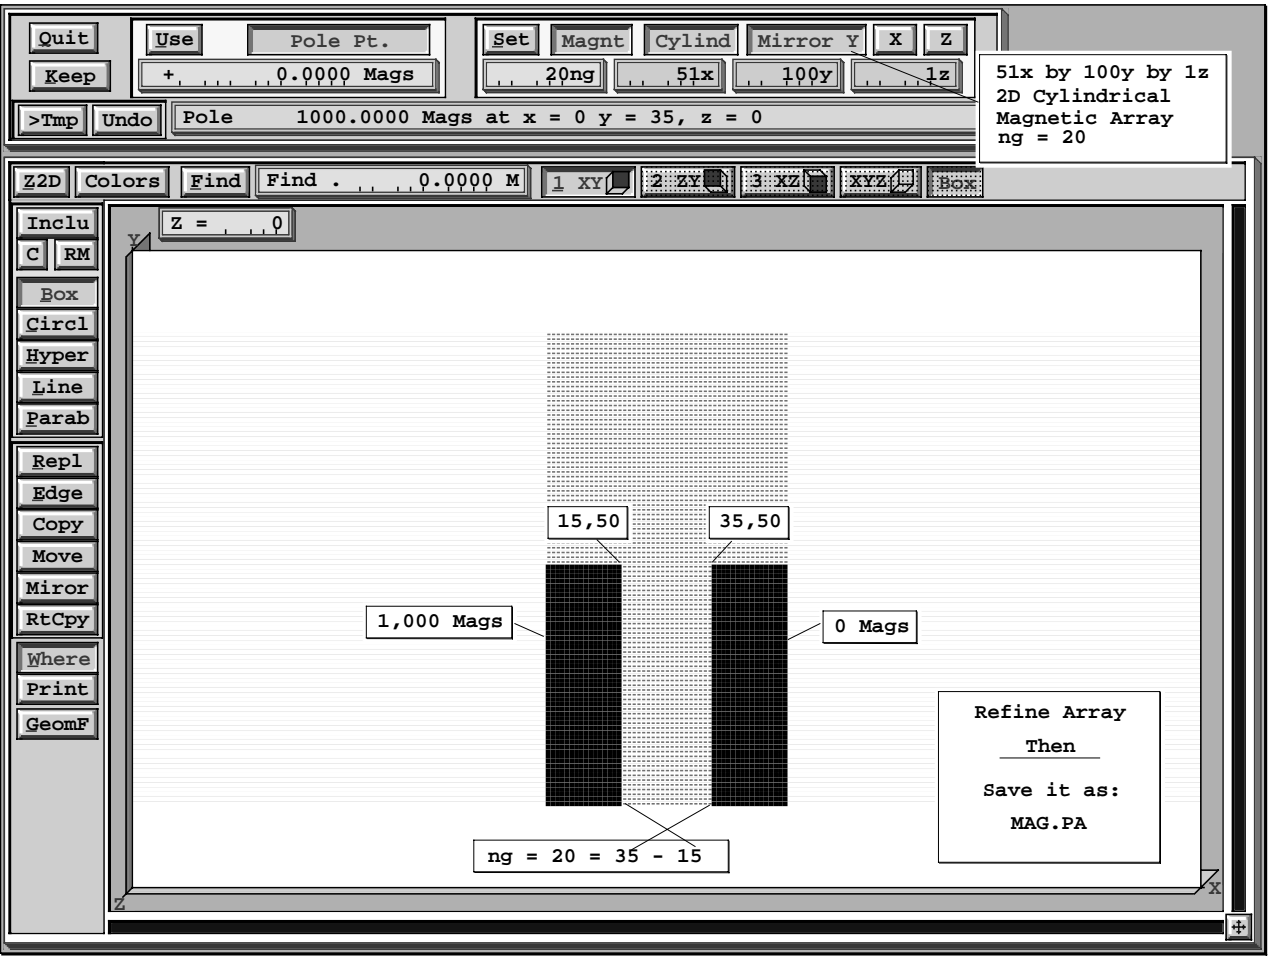 Quit
Use
Pole Pt.
Set
Magnt
Cylind
Mirror Y
X
Z
Keep
+ 0.0000 Mags
20ng
51x
100y
1z
51x by 100y by 1z
2D Cylindrical
Magnetic Array
ng = 20
>Tmp
Undo
Pole 1000.0000 Mags at x = 0 y = 35, z = 0
Z2D
Colors
Find
Find . 0.0000 M
1 XY
2 ZY
3 XZ
XYZ
Box
Inclu
Z = 0
Y
C
RM
Box
Circl
Hyper
Line
Parab
Repl
Edge
Copy
Move
Miror
RtCpy
Where
Print
GeomF
15,50
35,50
1,000 Mags
0 Mags
Refine Array
Then
Save it as:
MAG.PA
ng = 20 = 35 - 15
X
Z